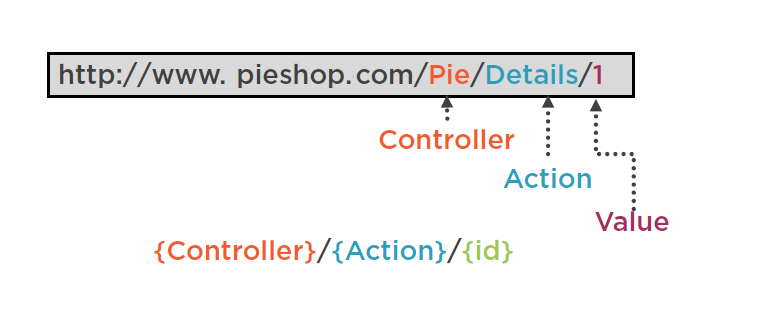 http://www. pieshop.com/Pie/Details/1
Controller
Action
Value
{Controller}/{Action}/{id}